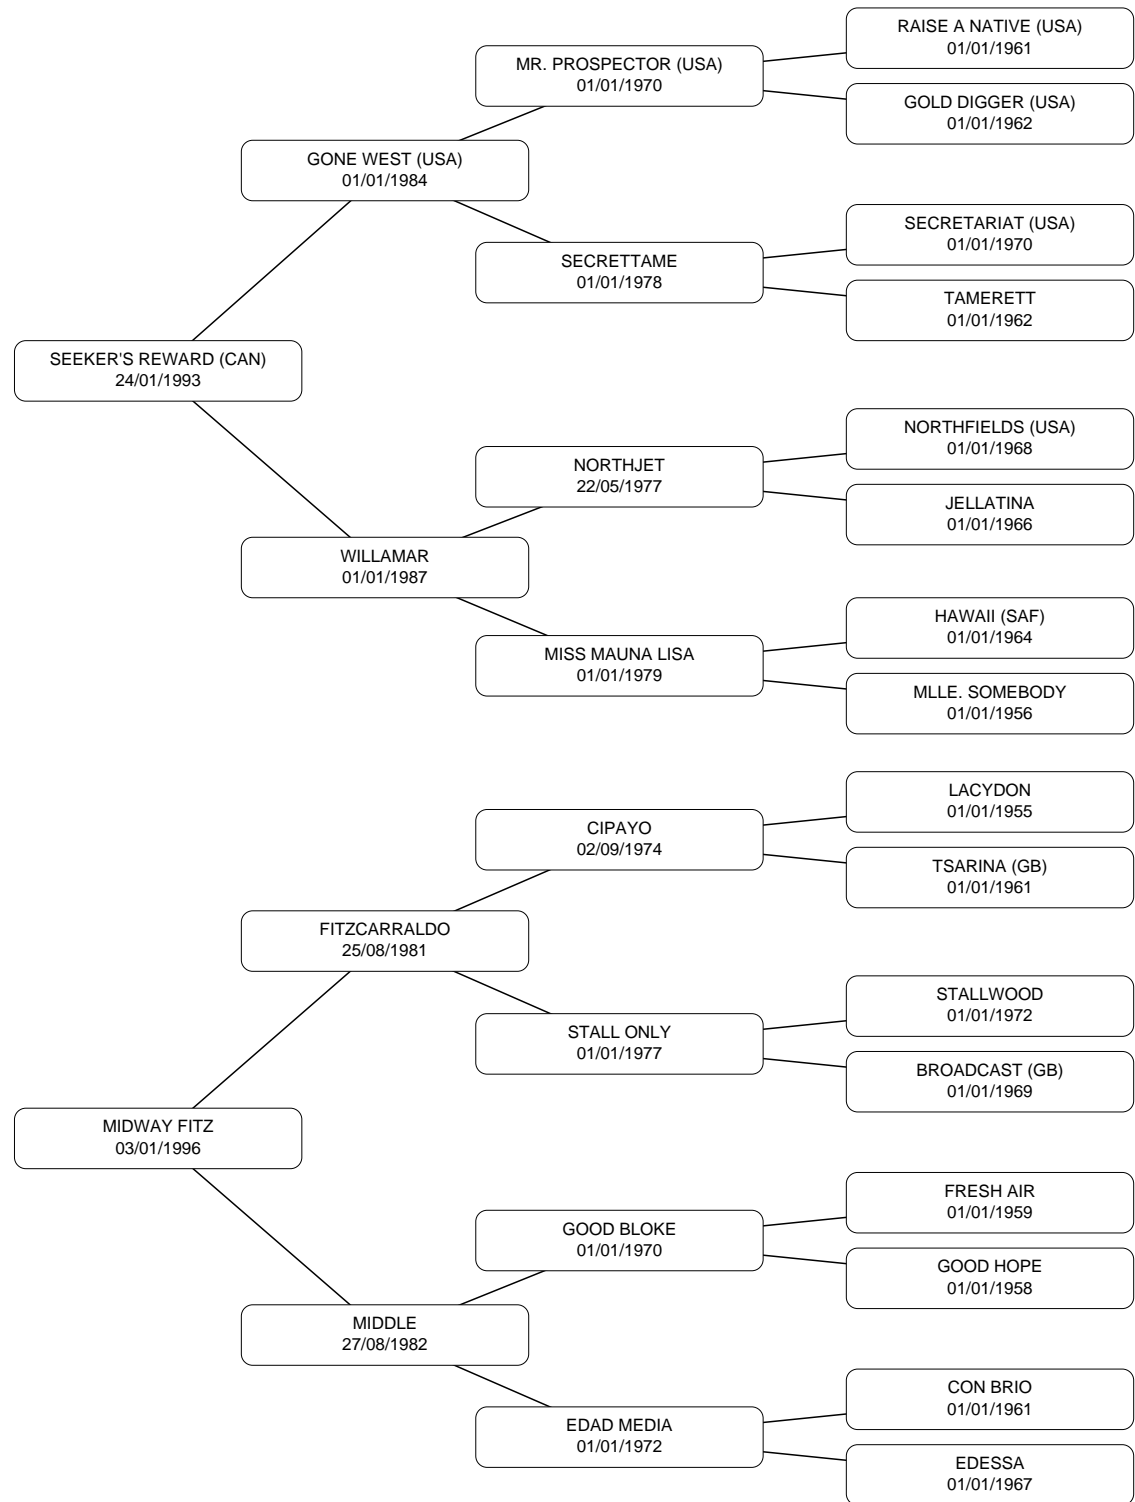 RAISE A NATIVE (USA)
01/01/1961
MR. PROSPECTOR (USA)
01/01/1970
GOLD DIGGER (USA)
01/01/1962
GONE WEST (USA)
01/01/1984
SECRETARIAT (USA)
01/01/1970
SECRETTAME
01/01/1978
TAMERETT
01/01/1962
SEEKER'S REWARD (CAN)
24/01/1993
NORTHFIELDS (USA)
01/01/1968
NORTHJET
22/05/1977
JELLATINA
01/01/1966
WILLAMAR
01/01/1987
HAWAII (SAF)
01/01/1964
MISS MAUNA LISA
01/01/1979
MLLE. SOMEBODY
01/01/1956
LACYDON
01/01/1955
CIPAYO
02/09/1974
TSARINA (GB)
01/01/1961
FITZCARRALDO
25/08/1981
STALLWOOD
01/01/1972
STALL ONLY
01/01/1977
BROADCAST (GB)
01/01/1969
MIDWAY FITZ
03/01/1996
FRESH AIR
01/01/1959
GOOD BLOKE
01/01/1970
GOOD HOPE
01/01/1958
MIDDLE
27/08/1982
CON BRIO
01/01/1961
EDAD MEDIA
01/01/1972
EDESSA
01/01/1967